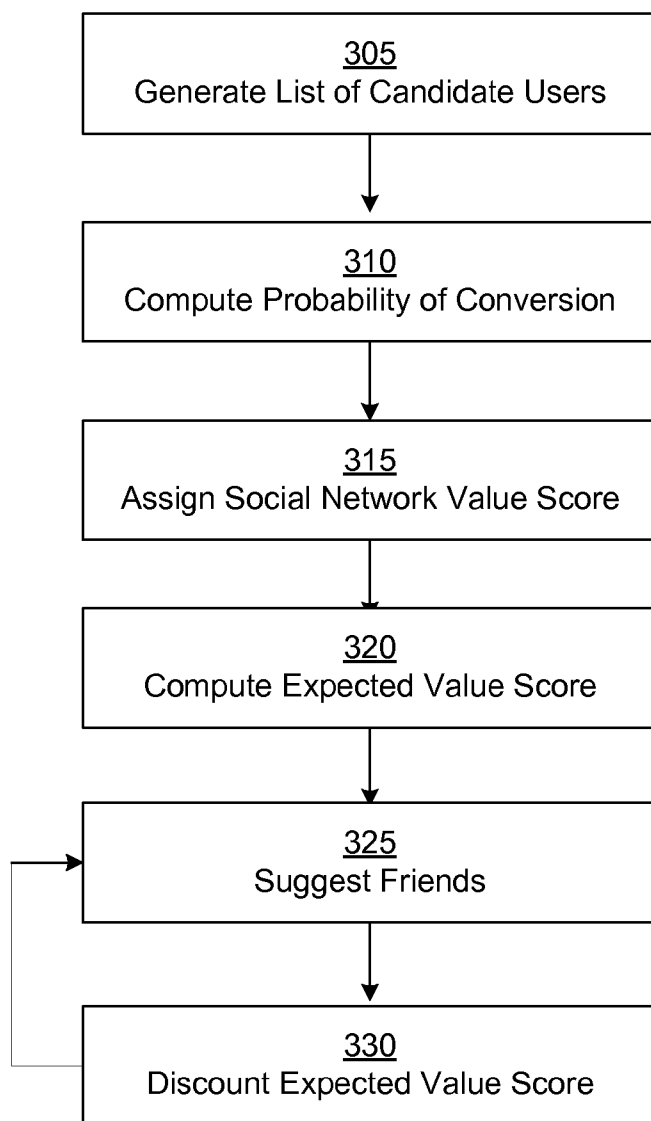 305
Generate List of Candidate Users
310
Compute Probability of Conversion
315
Assign Social Network Value Score
320
Compute Expected Value Score
325
Suggest Friends
330
Discount Expected Value Score